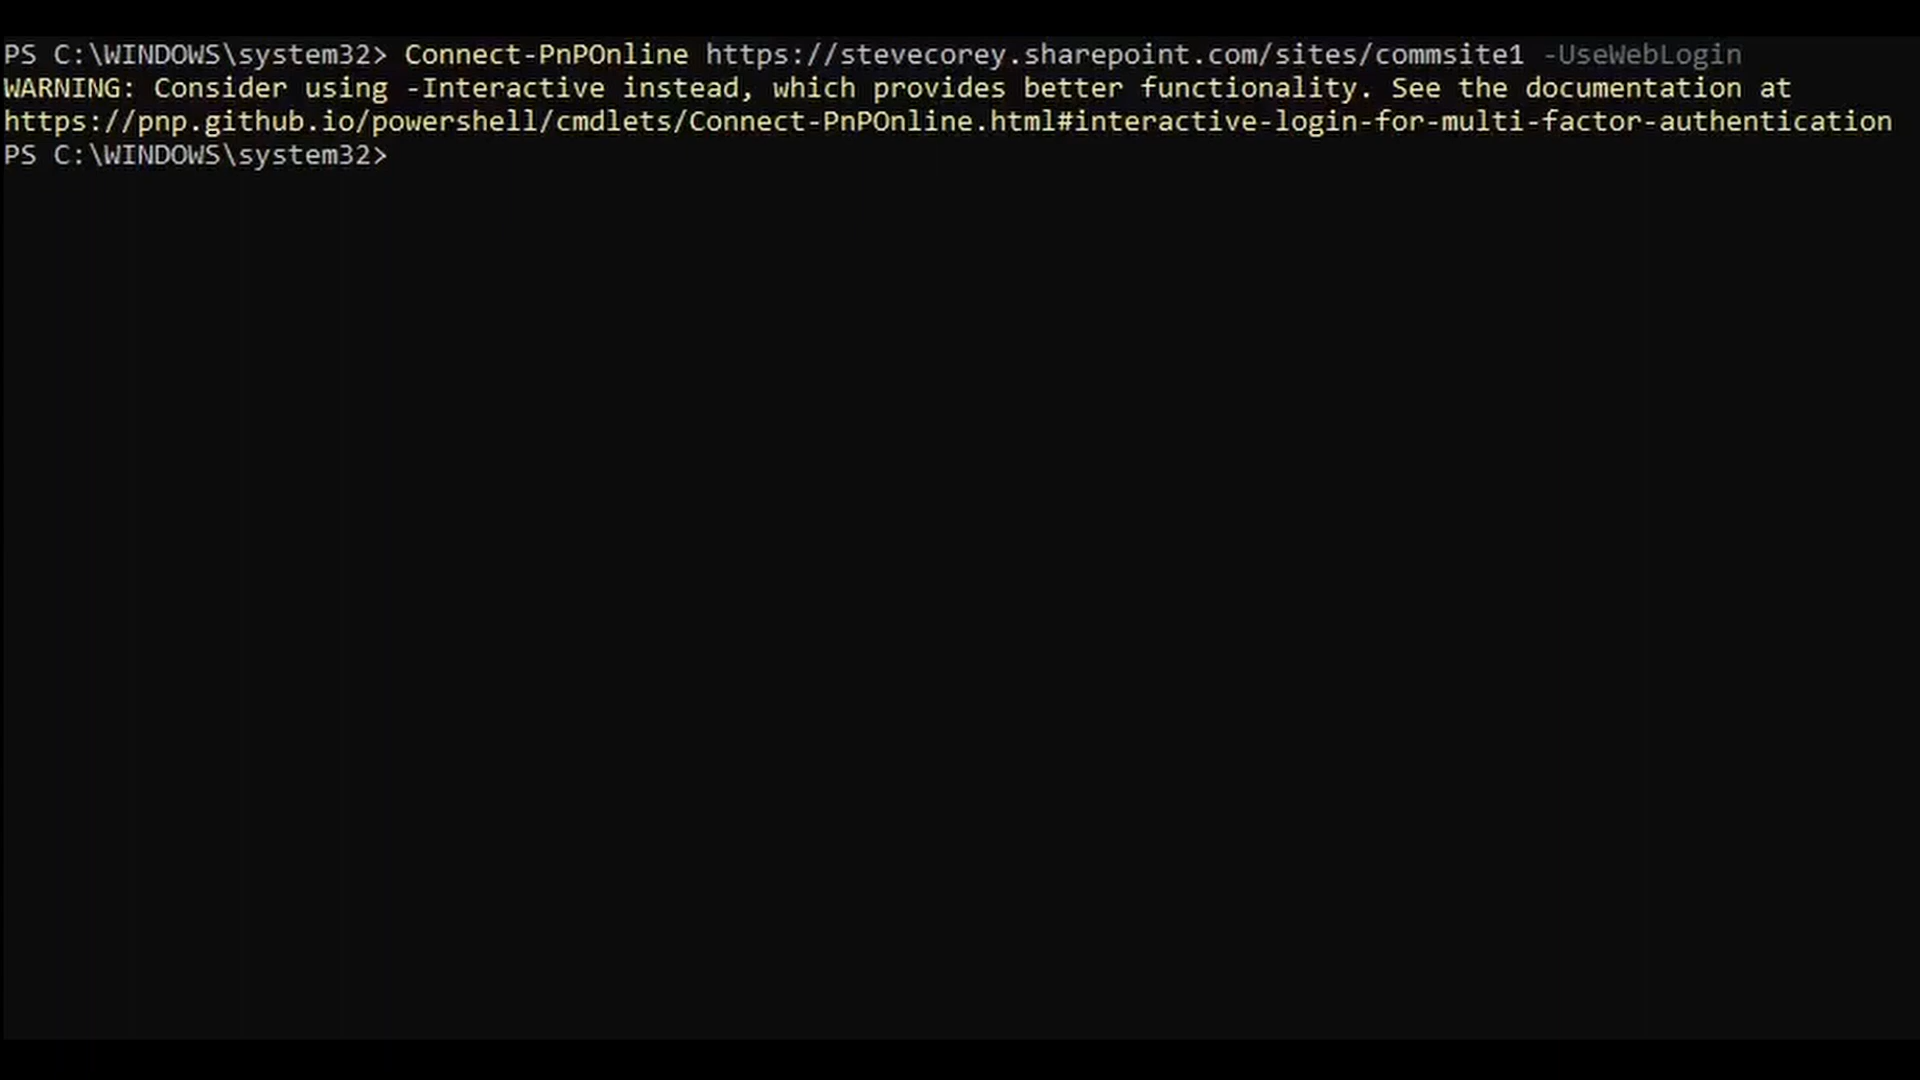 PS C:\WINDOWS\system32> Connect-PnPOnline https://stevecorey.sharepoint.com/sites/commsite1 -UseWebLogin
WARNING: Consider using -Interactive instead, which provides better functionality. See the documentation at
https://pnp.github.io/powershell/cmdlets/Connect-PnPOnline.html#interactive-login-for-multi-factor-authentication
PS C:\WINDOWS\system32>